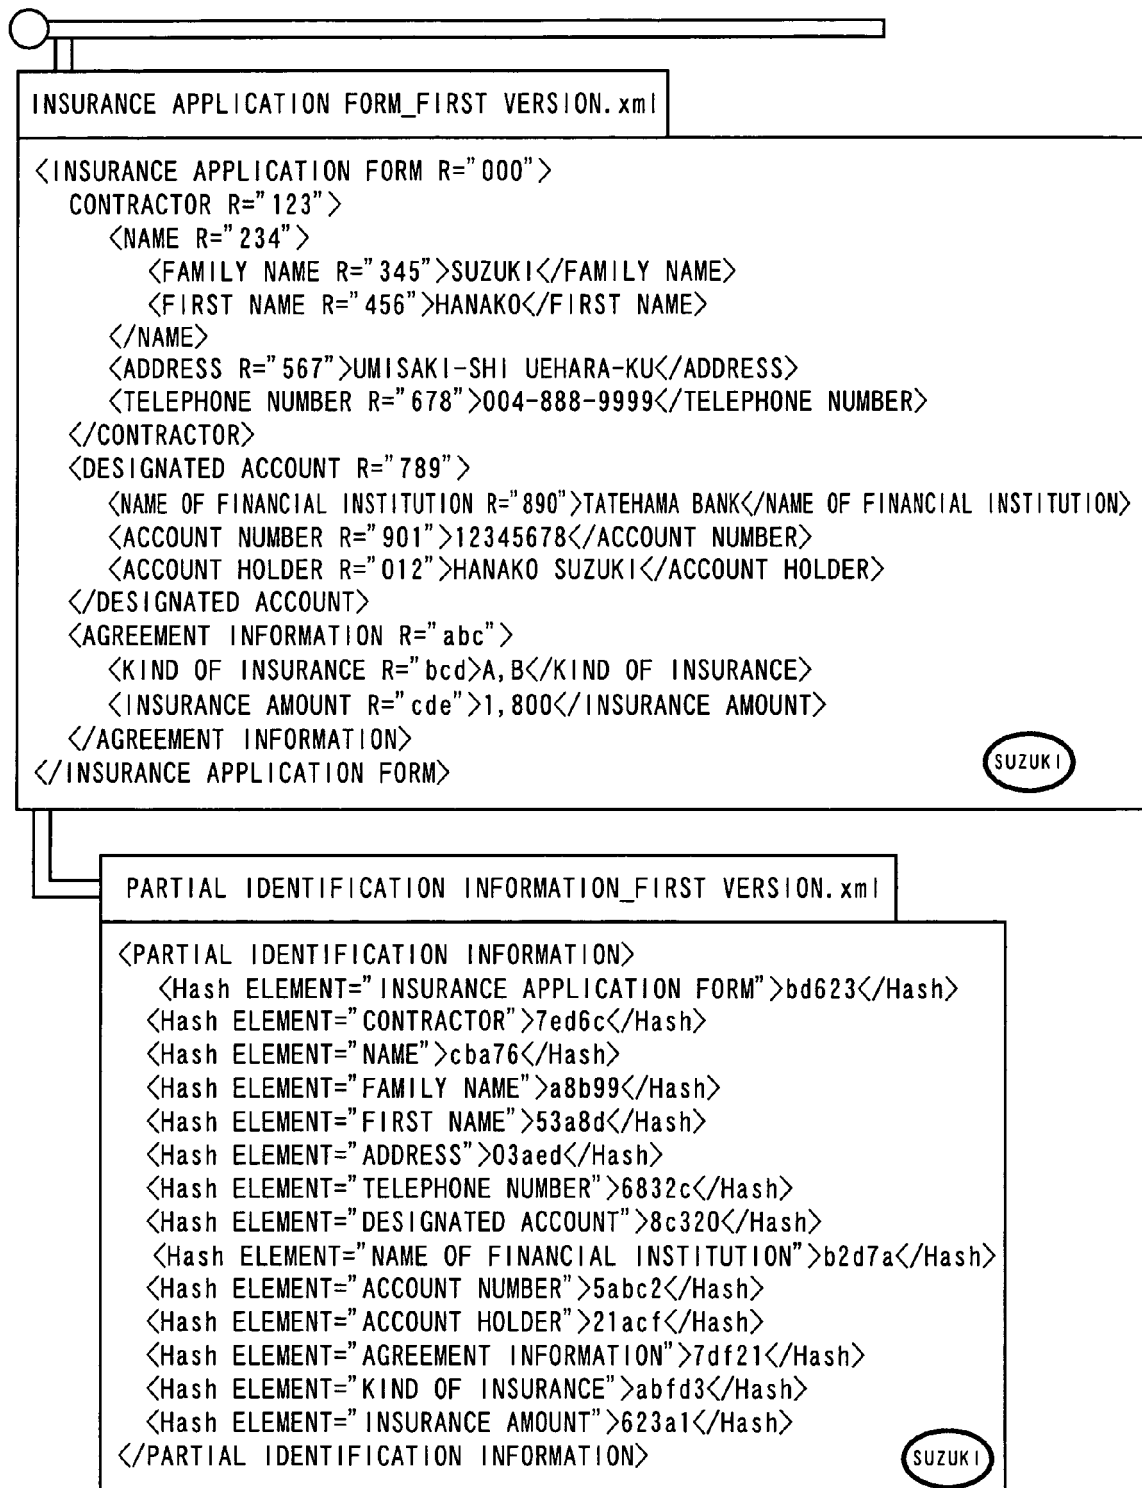 INSURANCE APPLICATION FORM_FIRST VERSION.xml
<INSURANCE APPLICATION FORM R="000">
CONTRACTOR R="123">
<NAME R="234">
<FAMILY NAME R="345">SUZUKI</FAMILY NAME>
<FIRST NAME R="456">HANAKO</FIRST NAME>
</NAME>
<ADDRESS R="567">UMISAKI-SHI UEHARA-KU</ADDRESS>
<TELEPHONE NUMBER R="678">004-888-9999</TELEPHONE NUMBER>
</CONTRACTOR>
<DESIGNATED ACCOUNT R="789">
<NAME OF FINANCIAL INSTITUTION R="890">TATEHAMA BANK</NAME OF FINANCIAL INSTITUTION>
<ACCOUNT NUMBER R="901">12345678</ACCOUNT NUMBER>
<ACCOUNT HOLDER R="012">HANAKO SUZUKI</ACCOUNT HOLDER>
</DESIGNATED ACCOUNT>
<AGREEMENT INFORMATION R="abc">
<KIND OF INSURANCE R="bcd>A,B</KIND OF INSURANCE>
<INSURANCE AMOUNT R="cde">1,800</INSURANCE AMOUNT>
</AGREEMENT INFORMATION>
</INSURANCE APPLICATION FORM>
SUZUKI
PARTIAL IDENTIFICATION INFORMATION_FIRST VERSION.xml
<PARTIAL IDENTIFICATION INFORMATION>
<Hash ELEMENT="INSURANCE APPLICATION FORM">bd623</Hash>
<Hash ELEMENT="CONTRACTOR">7ed6c</Hash>
<Hash ELEMENT="NAME">cba76</Hash>
<Hash ELEMENT="FAMILY NAME">a8b99</Hash>
<Hash ELEMENT="FIRST NAME">53a8d</Hash>
<Hash ELEMENT="ADDRESS">03aed</Hash>
<Hash ELEMENT="TELEPHONE NUMBER">6832c</Hash>
<Hash ELEMENT="DESIGNATED ACCOUNT">8c320</Hash>
<Hash ELEMENT="NAME OF FINANCIAL INSTITUTION">b2d7a</Hash>
<Hash ELEMENT="ACCOUNT NUMBER">5abc2</Hash>
<Hash ELEMENT="ACCOUNT HOLDER">21acf</Hash>
<Hash ELEMENT="AGREEMENT INFORMATION">7df21</Hash>
<Hash ELEMENT="KIND OF INSURANCE">abfd3</Hash>
<Hash ELEMENT="INSURANCE AMOUNT">623a1</Hash>
</PARTIAL IDENTIFICATION INFORMATION>
SUZUKI